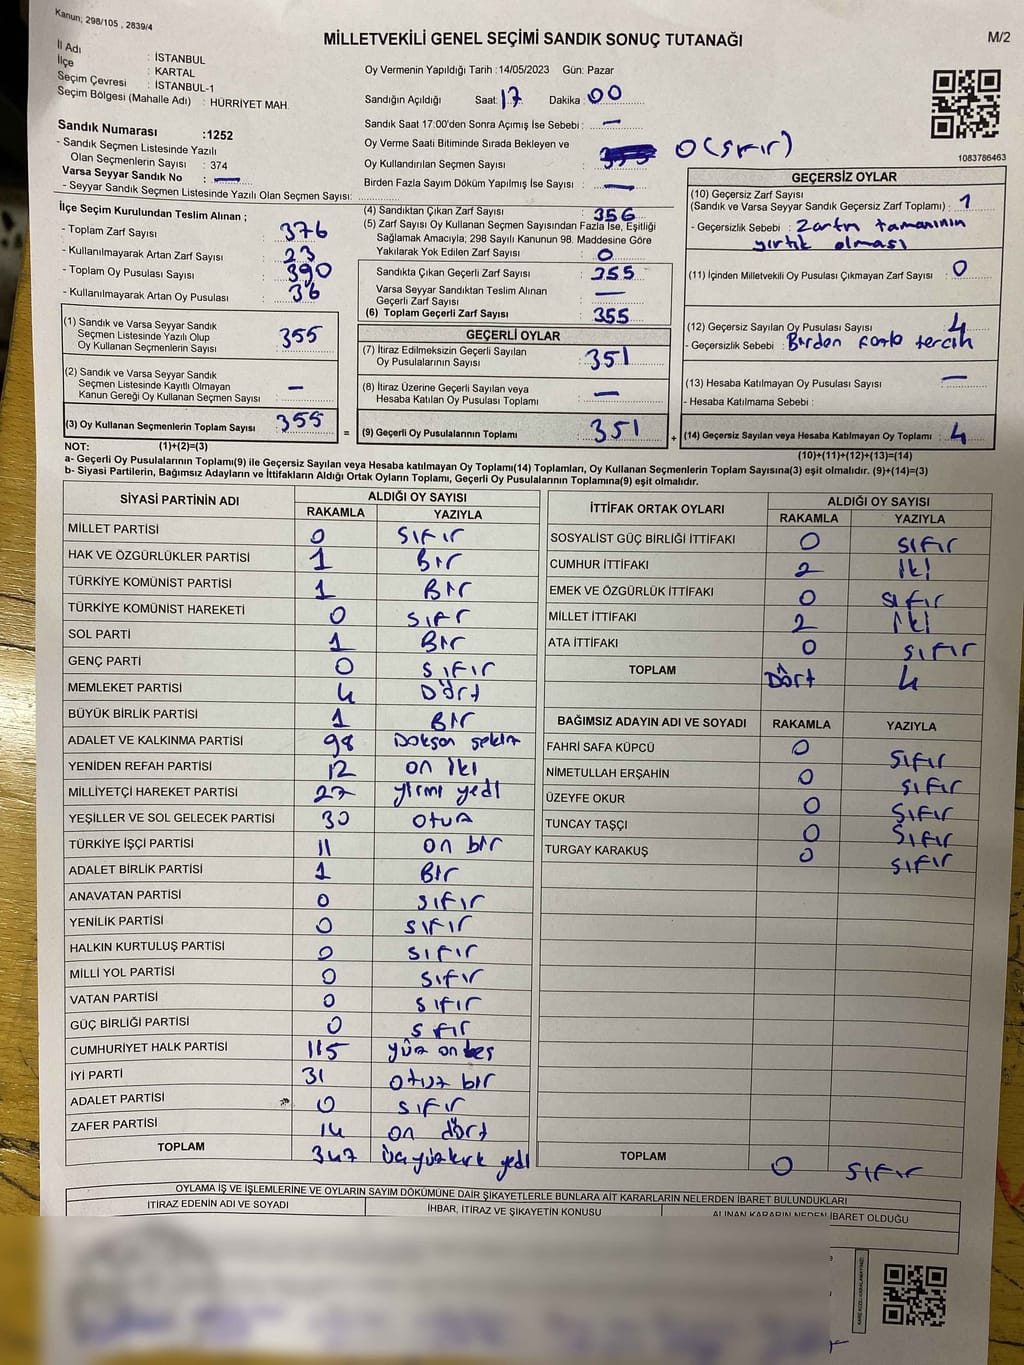 Kanun; 298/105 , 2839/4
MİLLETVEKİLİ GENEL SEÇİMİ SANDIK SONUÇ TUTANAĞI
M/2
İl Adı : İSTANBUL
İlçe : KARTAL
Seçim Çevresi : İSTANBUL-1
Seçim Bölgesi (Mahalle Adı) : HÜRRİYET MAH.
Sandık Numarası :1252
- Sandık Seçmen Listesinde Yazılı
Olan Seçmenlerin Sayısı : 374
Varsa Seyyar Sandık No : —
- Seyyar Sandık Seçmen Listesinde Yazılı Olan Seçmen Sayısı:
Oy Vermenin Yapıldığı Tarih :14/05/2023 Gün: Pazar
Sandığın Açıldığı Saat: 17 Dakika : 00
Sandık Saat 17:00'den Sonra Açımış İse Sebebi : —
Oy Verme Saati Bitiminde Sırada Bekleyen ve
Oy Kullandırılan Seçmen Sayısı : 0 (sıfır)
Birden Fazla Sayım Döküm Yapılmış İse Sayısı : —
1083786463
İlçe Seçim Kurulundan Teslim Alınan ;
- Toplam Zarf Sayısı : 376
- Kullanılmayarak Artan Zarf Sayısı : 23
- Toplam Oy Pusulası Sayısı : 390
- Kullanılmayarak Artan Oy Pusulası : 36
(1) Sandık ve Varsa Seyyar Sandık
Seçmen Listesinde Yazılı Olup
Oy Kullanan Seçmenlerin Sayısı : 355
(2) Sandık ve Varsa Seyyar Sandık
Seçmen Listesinde Kayıtlı Olmayan
Kanun Gereği Oy Kullanan Seçmen Sayısı : —
(3) Oy Kullanan Seçmenlerin Toplam Sayısı : 355
(4) Sandıktan Çıkan Zarf Sayısı : 356
(5) Zarf Sayısı Oy Kullanan Seçmen Sayısından Fazla İse, Eşitliği
Sağlamak Amacıyla; 298 Sayılı Kanunun 98. Maddesine Göre
Yakılarak Yok Edilen Zarf Sayısı : 0
Sandıkta Çıkan Geçerli Zarf Sayısı : 355
Varsa Seyyar Sandıktan Teslim Alınan
Geçerli Zarf Sayısı : —
(6) Toplam Geçerli Zarf Sayısı : 355
GEÇERLİ OYLAR
(7) İtiraz Edilmeksizin Geçerli Sayılan
Oy Pusulalarının Sayısı : 351
(8) İtiraz Üzerine Geçerli Sayılan veya
Hesaba Katılan Oy Pusulası Toplamı : —
= (9) Geçerli Oy Pusulalarının Toplamı : 351
GEÇERSİZ OYLAR
(10) Geçersiz Zarf Sayısı
(Sandık ve Varsa Seyyar Sandık Geçersiz Zarf Toplamı) : 1
- Geçersizlik Sebebi : Zarfın tamamının
yırtık olması
(11) İçinden Milletvekili Oy Pusulası Çıkmayan Zarf Sayısı : 0
(12) Geçersiz Sayılan Oy Pusulası Sayısı : 4
- Geçersizlik Sebebi : Birden fazla tercih
(13) Hesaba Katılmayan Oy Pusulası Sayısı : —
- Hesaba Katılmama Sebebi :
+ (14) Geçersiz Sayılan veya Hesaba Katılmayan Oy Toplamı : 4
NOT: (1)+(2)=(3)
(10)+(11)+(12)+(13)=(14)
a- Geçerli Oy Pusulalarının Toplamı(9) ile Geçersiz Sayılan veya Hesaba katılmayan Oy Toplamı(14) Toplamları, Oy Kullanan Seçmenlerin Toplam Sayısına(3) eşit olmalıdır. (9)+(14)=(3)
b- Siyasi Partilerin, Bağımsız Adayların ve İttifakların Aldığı Ortak Oyların Toplamı, Geçerli Oy Pusulalarının Toplamına(9) eşit olmalıdır.
SİYASİ PARTİNİN ADI ALDIĞI OY SAYISI
RAKAMLA YAZIYLA
MİLLET PARTİSİ 0 sıfır
HAK VE ÖZGÜRLÜKLER PARTİSİ 1 Bir
TÜRKİYE KOMÜNİST PARTİSİ 1 Bir
TÜRKİYE KOMÜNİST HAREKETİ 0 sıfr
SOL PARTİ 1 Bir
GENÇ PARTİ 0 sıfır
MEMLEKET PARTİSİ 4 Dört
BÜYÜK BİRLİK PARTİSİ 1 Bir
ADALET VE KALKINMA PARTİSİ 98 Doksan sekiz
YENİDEN REFAH PARTİSİ 12 on iki
MİLLİYETÇİ HAREKET PARTİSİ 27 yirmi yedi
YEŞİLLER VE SOL GELECEK PARTİSİ 30 otuz
TÜRKİYE İŞÇİ PARTİSİ 11 on bir
ADALET BİRLİK PARTİSİ 1 Bir
ANAVATAN PARTİSİ 0 sıfır
YENİLİK PARTİSİ 0 sıfır
HALKIN KURTULUŞ PARTİSİ 0 sıfır
MİLLİ YOL PARTİSİ 0 sıfır
VATAN PARTİSİ 0 sıfır
GÜÇ BİRLİĞİ PARTİSİ 0 sıfır
CUMHURİYET HALK PARTİSİ 115 yüz on beş
İYİ PARTİ 31 otuz bir
ADALET PARTİSİ 0 sıfır
ZAFER PARTİSİ 14 on dört
TOPLAM 347 üçyüzkırk yedi
İTTİFAK ORTAK OYLARI ALDIĞI OY SAYISI
RAKAMLA YAZIYLA
SOSYALİST GÜÇ BİRLİĞİ İTTİFAKI 0 sıfır
CUMHUR İTTİFAKI 2 iki
EMEK VE ÖZGÜRLÜK İTTİFAKI 0 sıfır
MİLLET İTTİFAKI 2 iki
ATA İTTİFAKI 0 sıfır
TOPLAM Dört 4
BAĞIMSIZ ADAYIN ADI VE SOYADI RAKAMLA YAZIYLA
FAHRİ SAFA KÜPCÜ 0 sıfır
NİMETULLAH ERŞAHİN 0 sıfır
ÜZEYFE OKUR 0 sıfır
TUNCAY TAŞÇI 0 sıfır
TURGAY KARAKUŞ 0 sıfır
TOPLAM 0 sıfır
OYLAMA İŞ VE İŞLEMLERİNE VE OYLARIN SAYIM DÖKÜMÜNE DAİR ŞİKAYETLERLE BUNLARA AİT KARARLARIN NELERDEN İBARET BULUNDUKLARI
İTİRAZ EDENİN ADI VE SOYADI İHBAR, İTİRAZ VE ŞİKAYETİN KONUSU ALINAN KARARIN NEDEN İBARET OLDUĞU